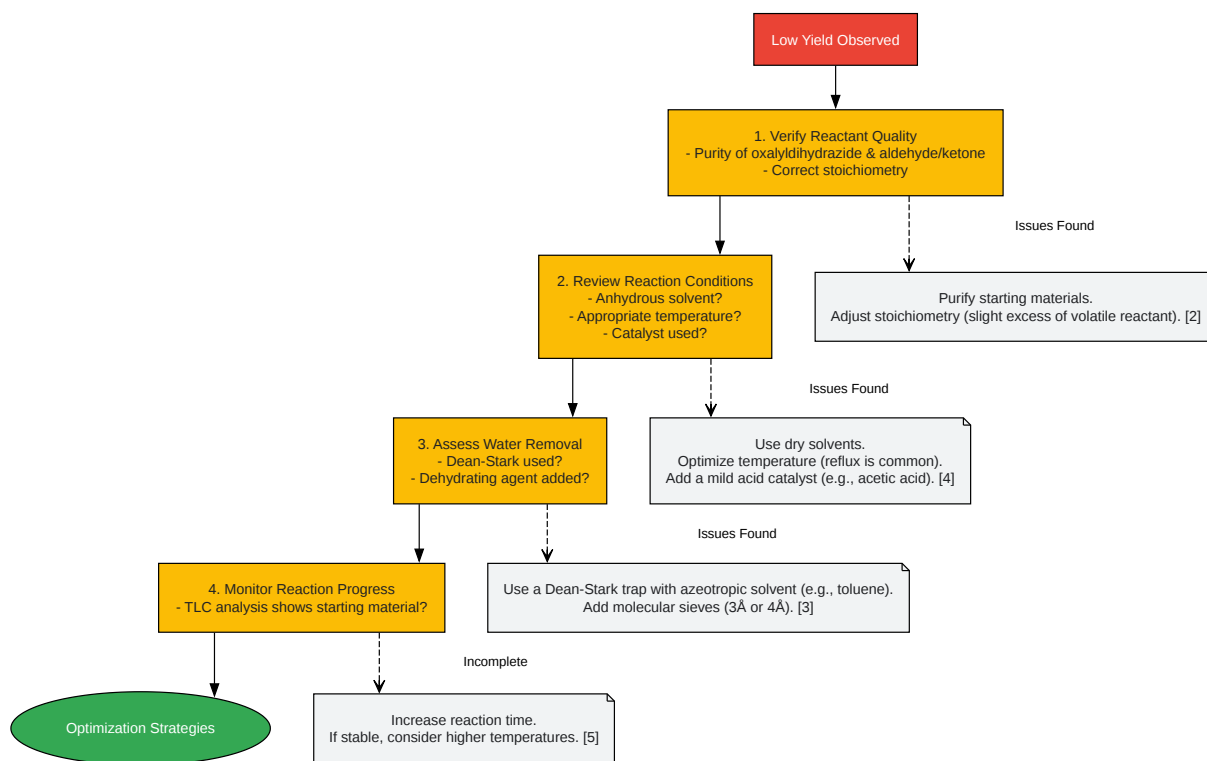 Low Yield Observed
1. Verify Reactant Quality
- Purity of oxalyldihydrazide & aldehyde/ketone
- Correct stoichiometry
Issues Found
2. Review Reaction Conditions
- Anhydrous solvent?
- Appropriate temperature?
- Catalyst used?
Purify starting materials.
Adjust stoichiometry (slight excess of volatile reactant). [2]
Issues Found
3. Assess Water Removal
- Dean-Stark used?
- Dehydrating agent added?
Use dry solvents.
Optimize temperature (reflux is common).
Add a mild acid catalyst (e.g., acetic acid). [4]
Issues Found
4. Monitor Reaction Progress
- TLC analysis shows starting material?
Use a Dean-Stark trap with azeotropic solvent (e.g., toluene).
Add molecular sieves (3Å or 4Å). [3]
Incomplete
Optimization Strategies
Increase reaction time.
If stable, consider higher temperatures. [5]